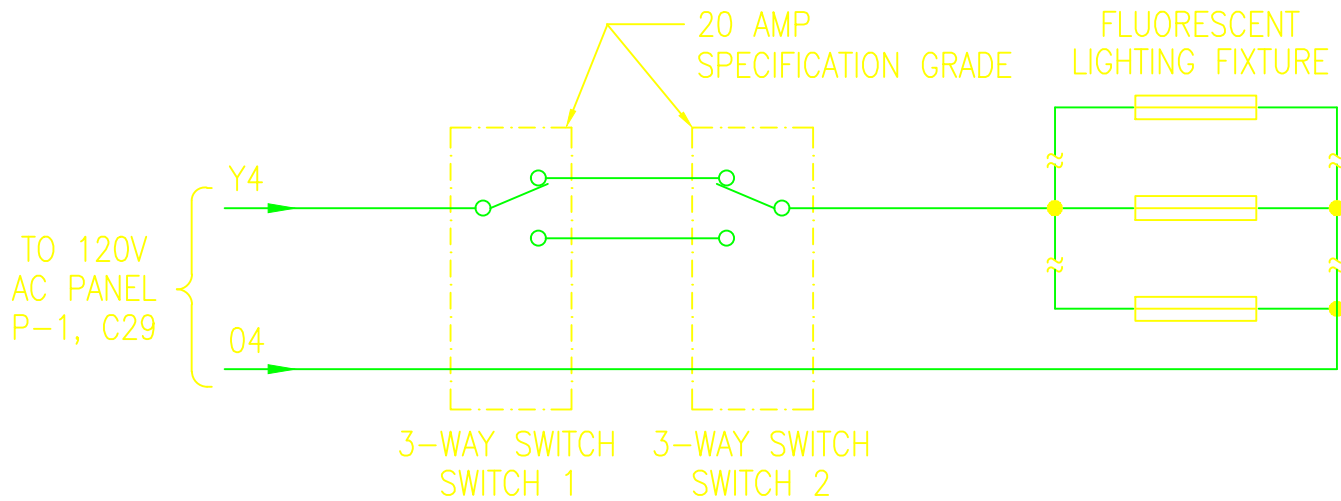 20 AMP
SPECIFICATION GRADE
FLUORESCENT
LIGHTING FIXTURE
Y4
TO 120V
AC PANEL
P-1, C29
04
3-WAY SWITCH
SWITCH 1
3-WAY SWITCH
SWITCH 2